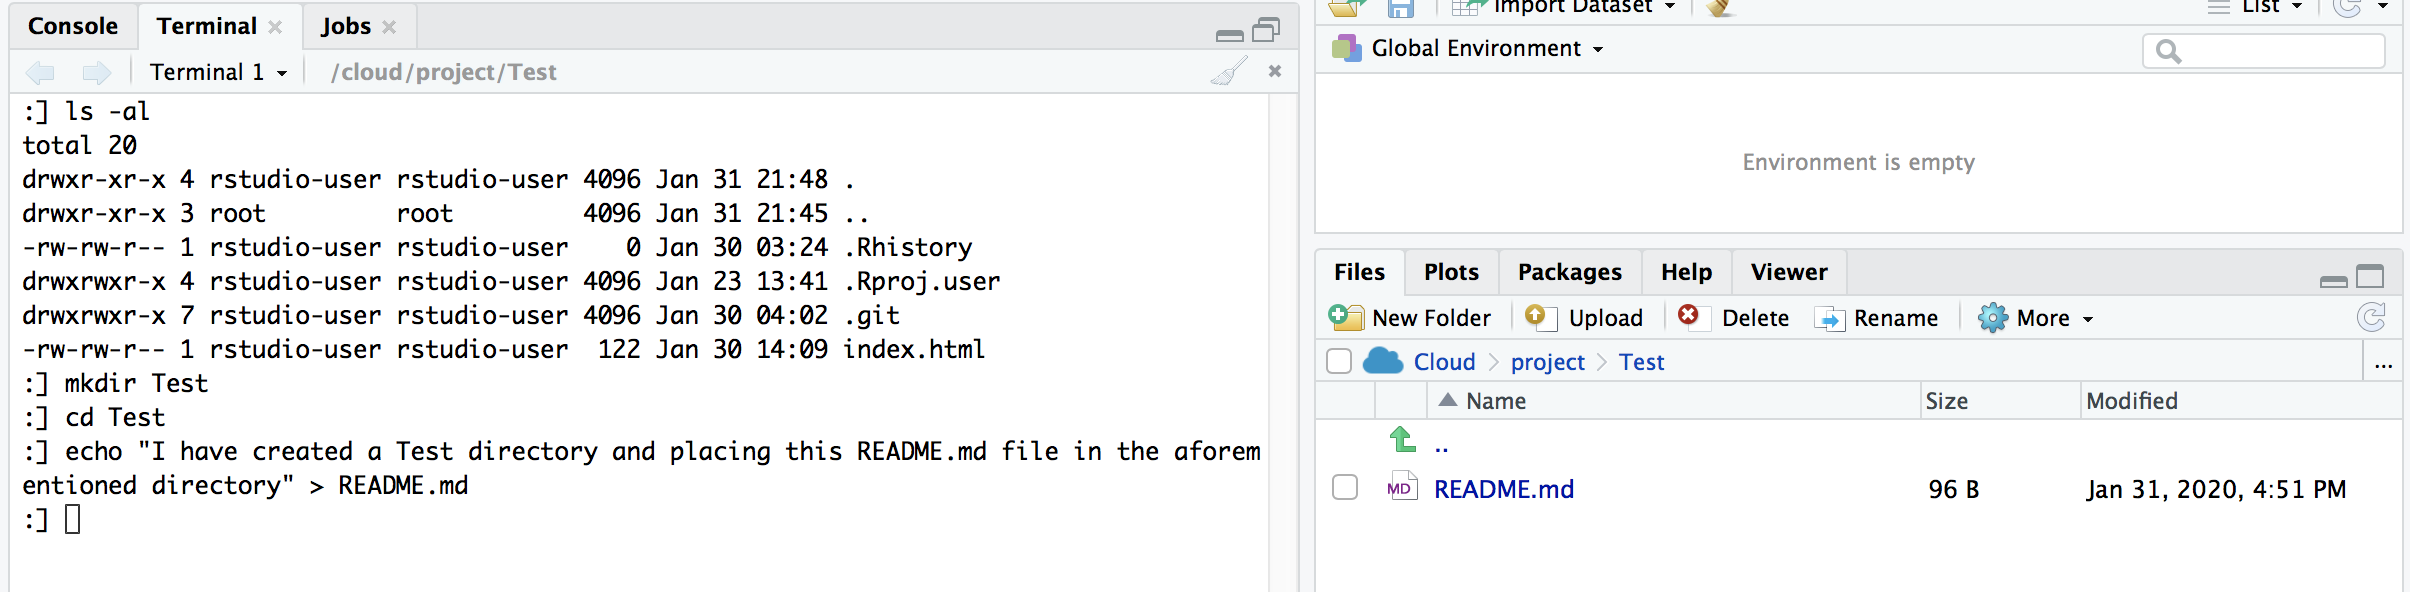 Console Terminal Jobs
Terminal 1 /cloud/project/Test
:] ls -al
total 20
drwxr-xr-x 4 rstudio-user rstudio-user 4096 Jan 31 21:48 .
drwxr-xr-x 3 root         root         4096 Jan 31 21:45 ..
-rw-rw-r-- 1 rstudio-user rstudio-user    0 Jan 30 03:24 .Rhistory
drwxrwxr-x 4 rstudio-user rstudio-user 4096 Jan 23 13:41 .Rproj.user
drwxrwxr-x 7 rstudio-user rstudio-user 4096 Jan 30 04:02 .git
-rw-rw-r-- 1 rstudio-user rstudio-user  122 Jan 30 14:09 index.html
:] mkdir Test
:] cd Test
:] echo "I have created a Test directory and placing this README.md file in the aforem
entioned directory" > README.md
:]
Import Dataset List
Global Environment
Environment is empty
Files Plots Packages Help Viewer
New Folder Upload Delete Rename More
Cloud project Test ...
Name Size Modified
..
MD README.md 96 B Jan 31, 2020, 4:51 PM